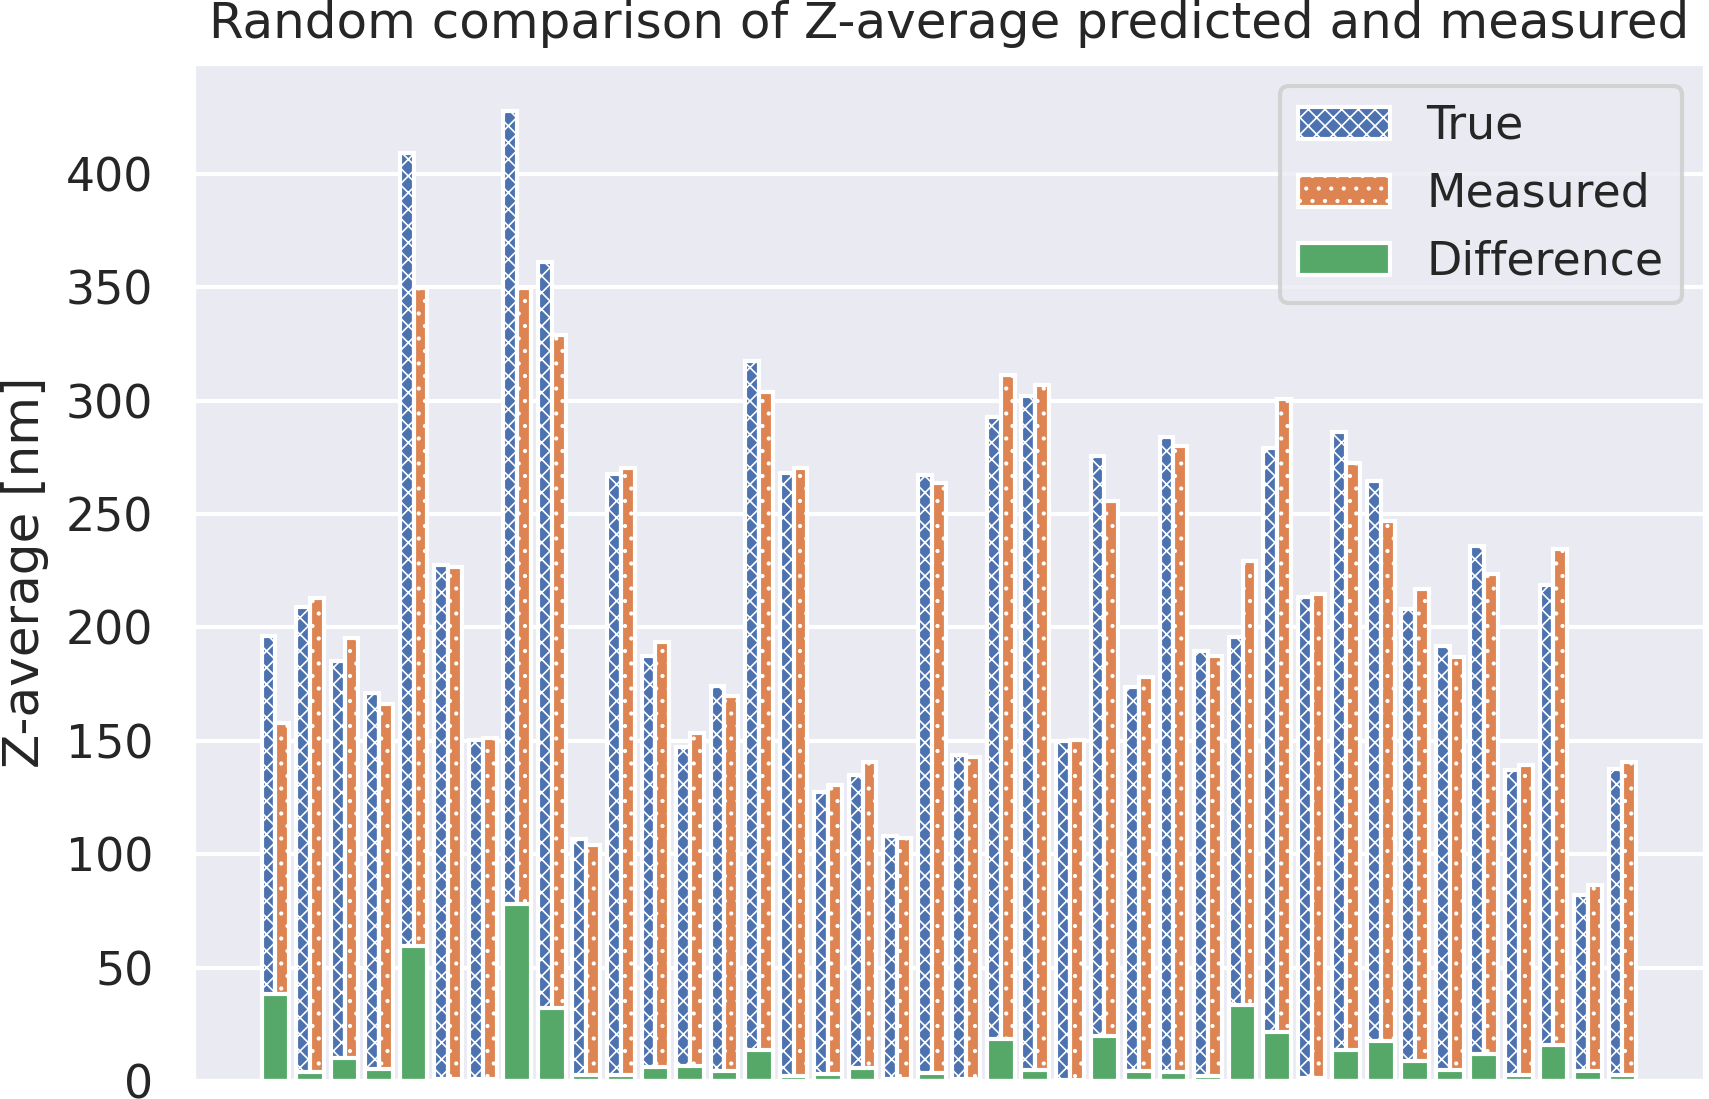 Random comparison of Z-average predicted and measured
True
Measured
Difference
Z-average [nm]
400
350
300
250
200
150
100
50
0